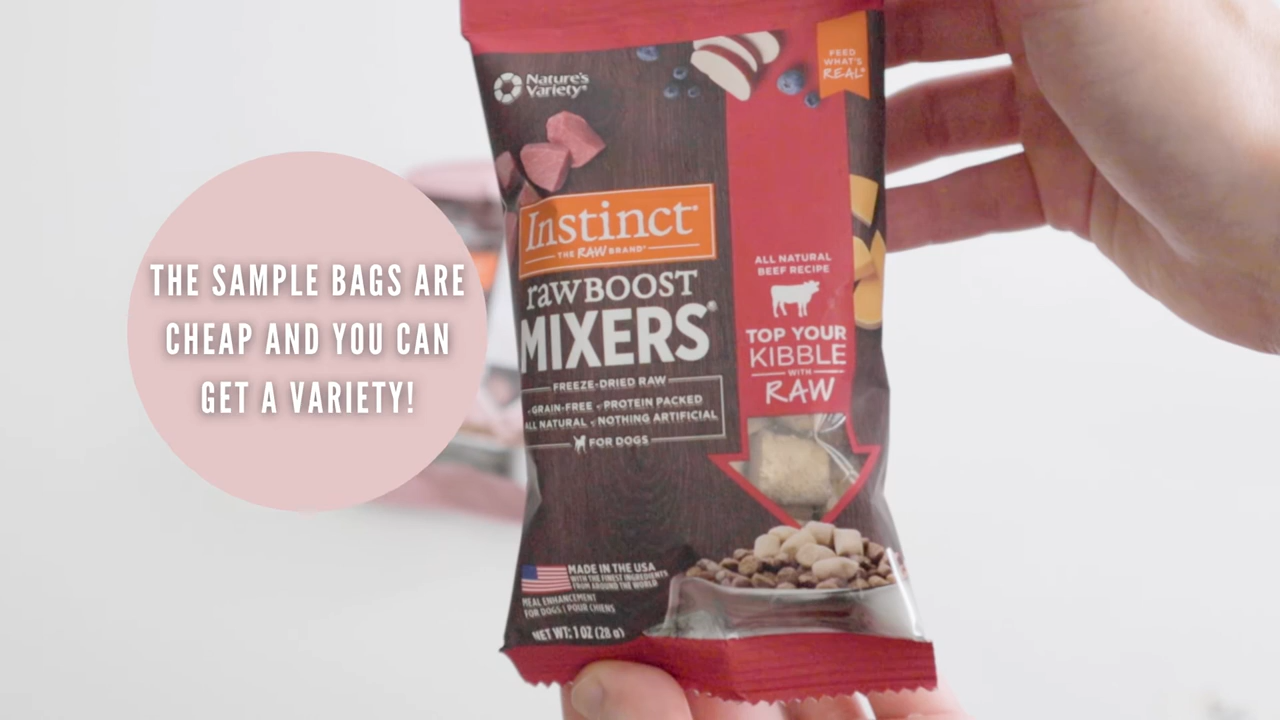 THE SAMPLE BAGS ARE
CHEAP AND YOU CAN
GET A VARIETY!
Nature's
Variety®
FEED
WHAT'S
REAL®
Instinct®
THE RAW BRAND®
raw BOOST
MIXERS®
FREEZE-DRIED RAW
GRAIN-FREE • PROTEIN PACKED
ALL NATURAL • NOTHING ARTIFICIAL
FOR DOGS
ALL NATURAL
BEEF RECIPE
TOP YOUR
KIBBLE
WITH
RAW
MADE IN THE USA
WITH THE FINEST INGREDIENTS
FROM AROUND THE WORLD
MEAL ENHANCEMENT
FOR DOGS | POUR CHIENS
NET WT: 1 OZ (28 g)